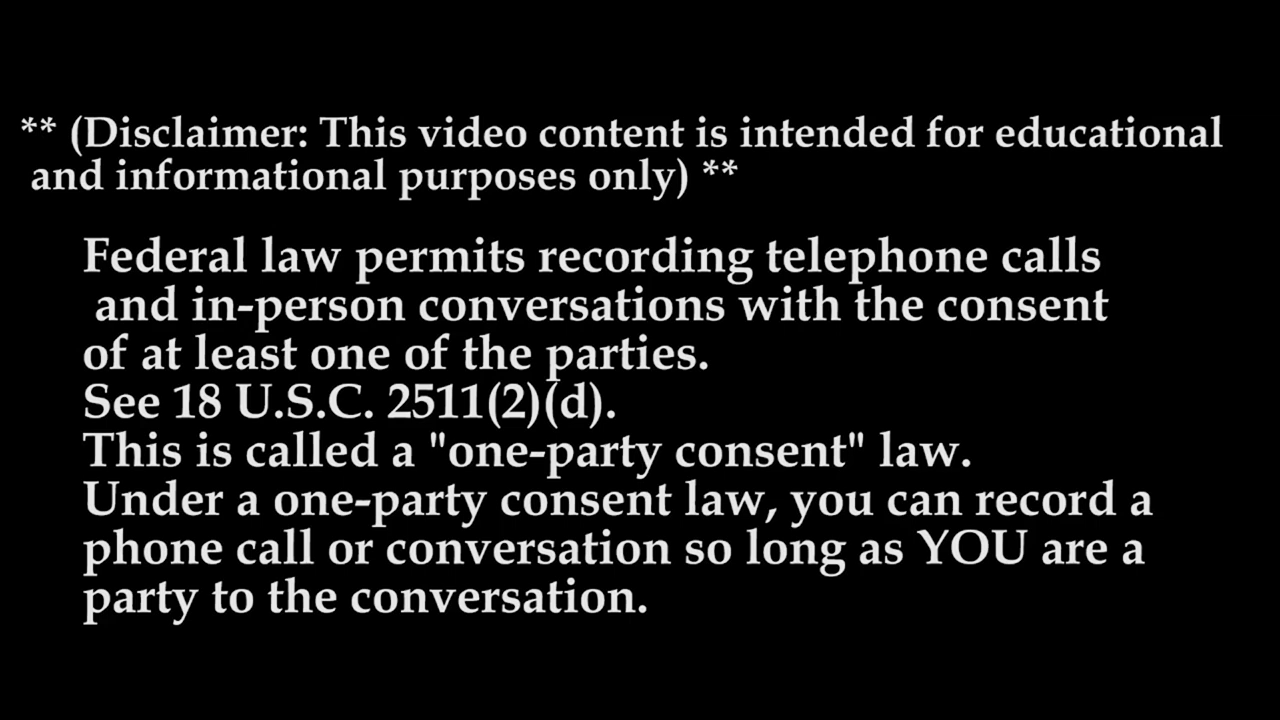 ** (Disclaimer: This video content is intended for educational
and informational purposes only) **
Federal law permits recording telephone calls
and in-person conversations with the consent
of at least one of the parties.
See 18 U.S.C. 2511(2)(d).
This is called a "one-party consent" law.
Under a one-party consent law, you can record a
phone call or conversation so long as YOU are a
party to the conversation.